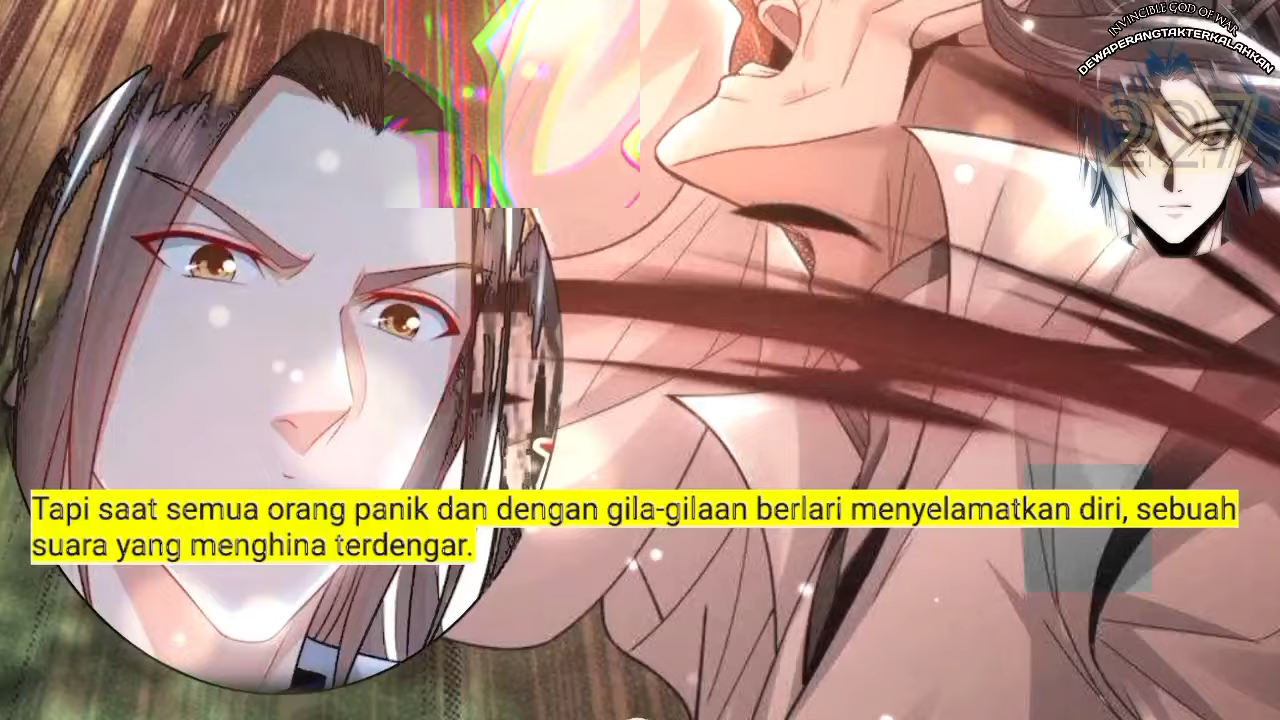 INVINCIBLE GOD OF WAR
DEWAPERANGTAKTERKALAHKAN
227
Tapi saat semua orang panik dan dengan gila-gilaan berlari menyelamatkan diri, sebuah
suara yang menghina terdengar.